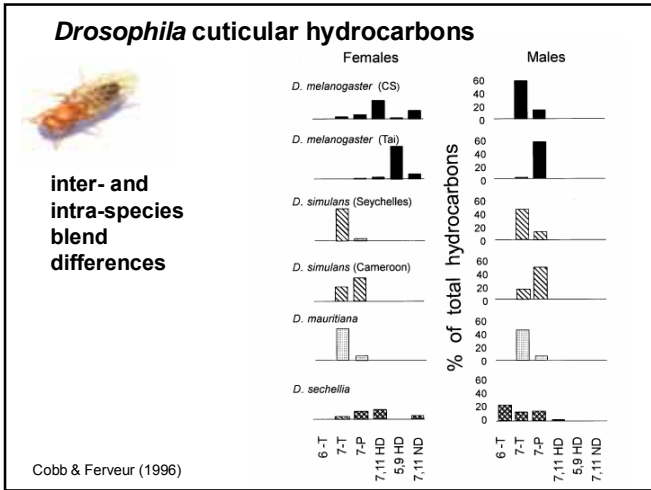 Drosophila cuticular hydrocarbons
Females
Males
inter- and
intra-species
blend
differences
D. melanogaster (CS)
D. melanogaster (Tai)
D. simulans (Seychelles)
D. simulans (Cameroon)
D. mauritiana
D. sechellia
6 -T
7-T
7-P
7,11 HD
5,9 HD
7,11 ND
% of total hydrocarbons
60
40
20
0
60
40
20
0
60
40
20
0
60
40
20
0
60
40
20
0
60
40
20
0
6 -T
7-T
7-P
7,11 HD
5,9 HD
7,11 ND
Cobb & Ferveur (1996)